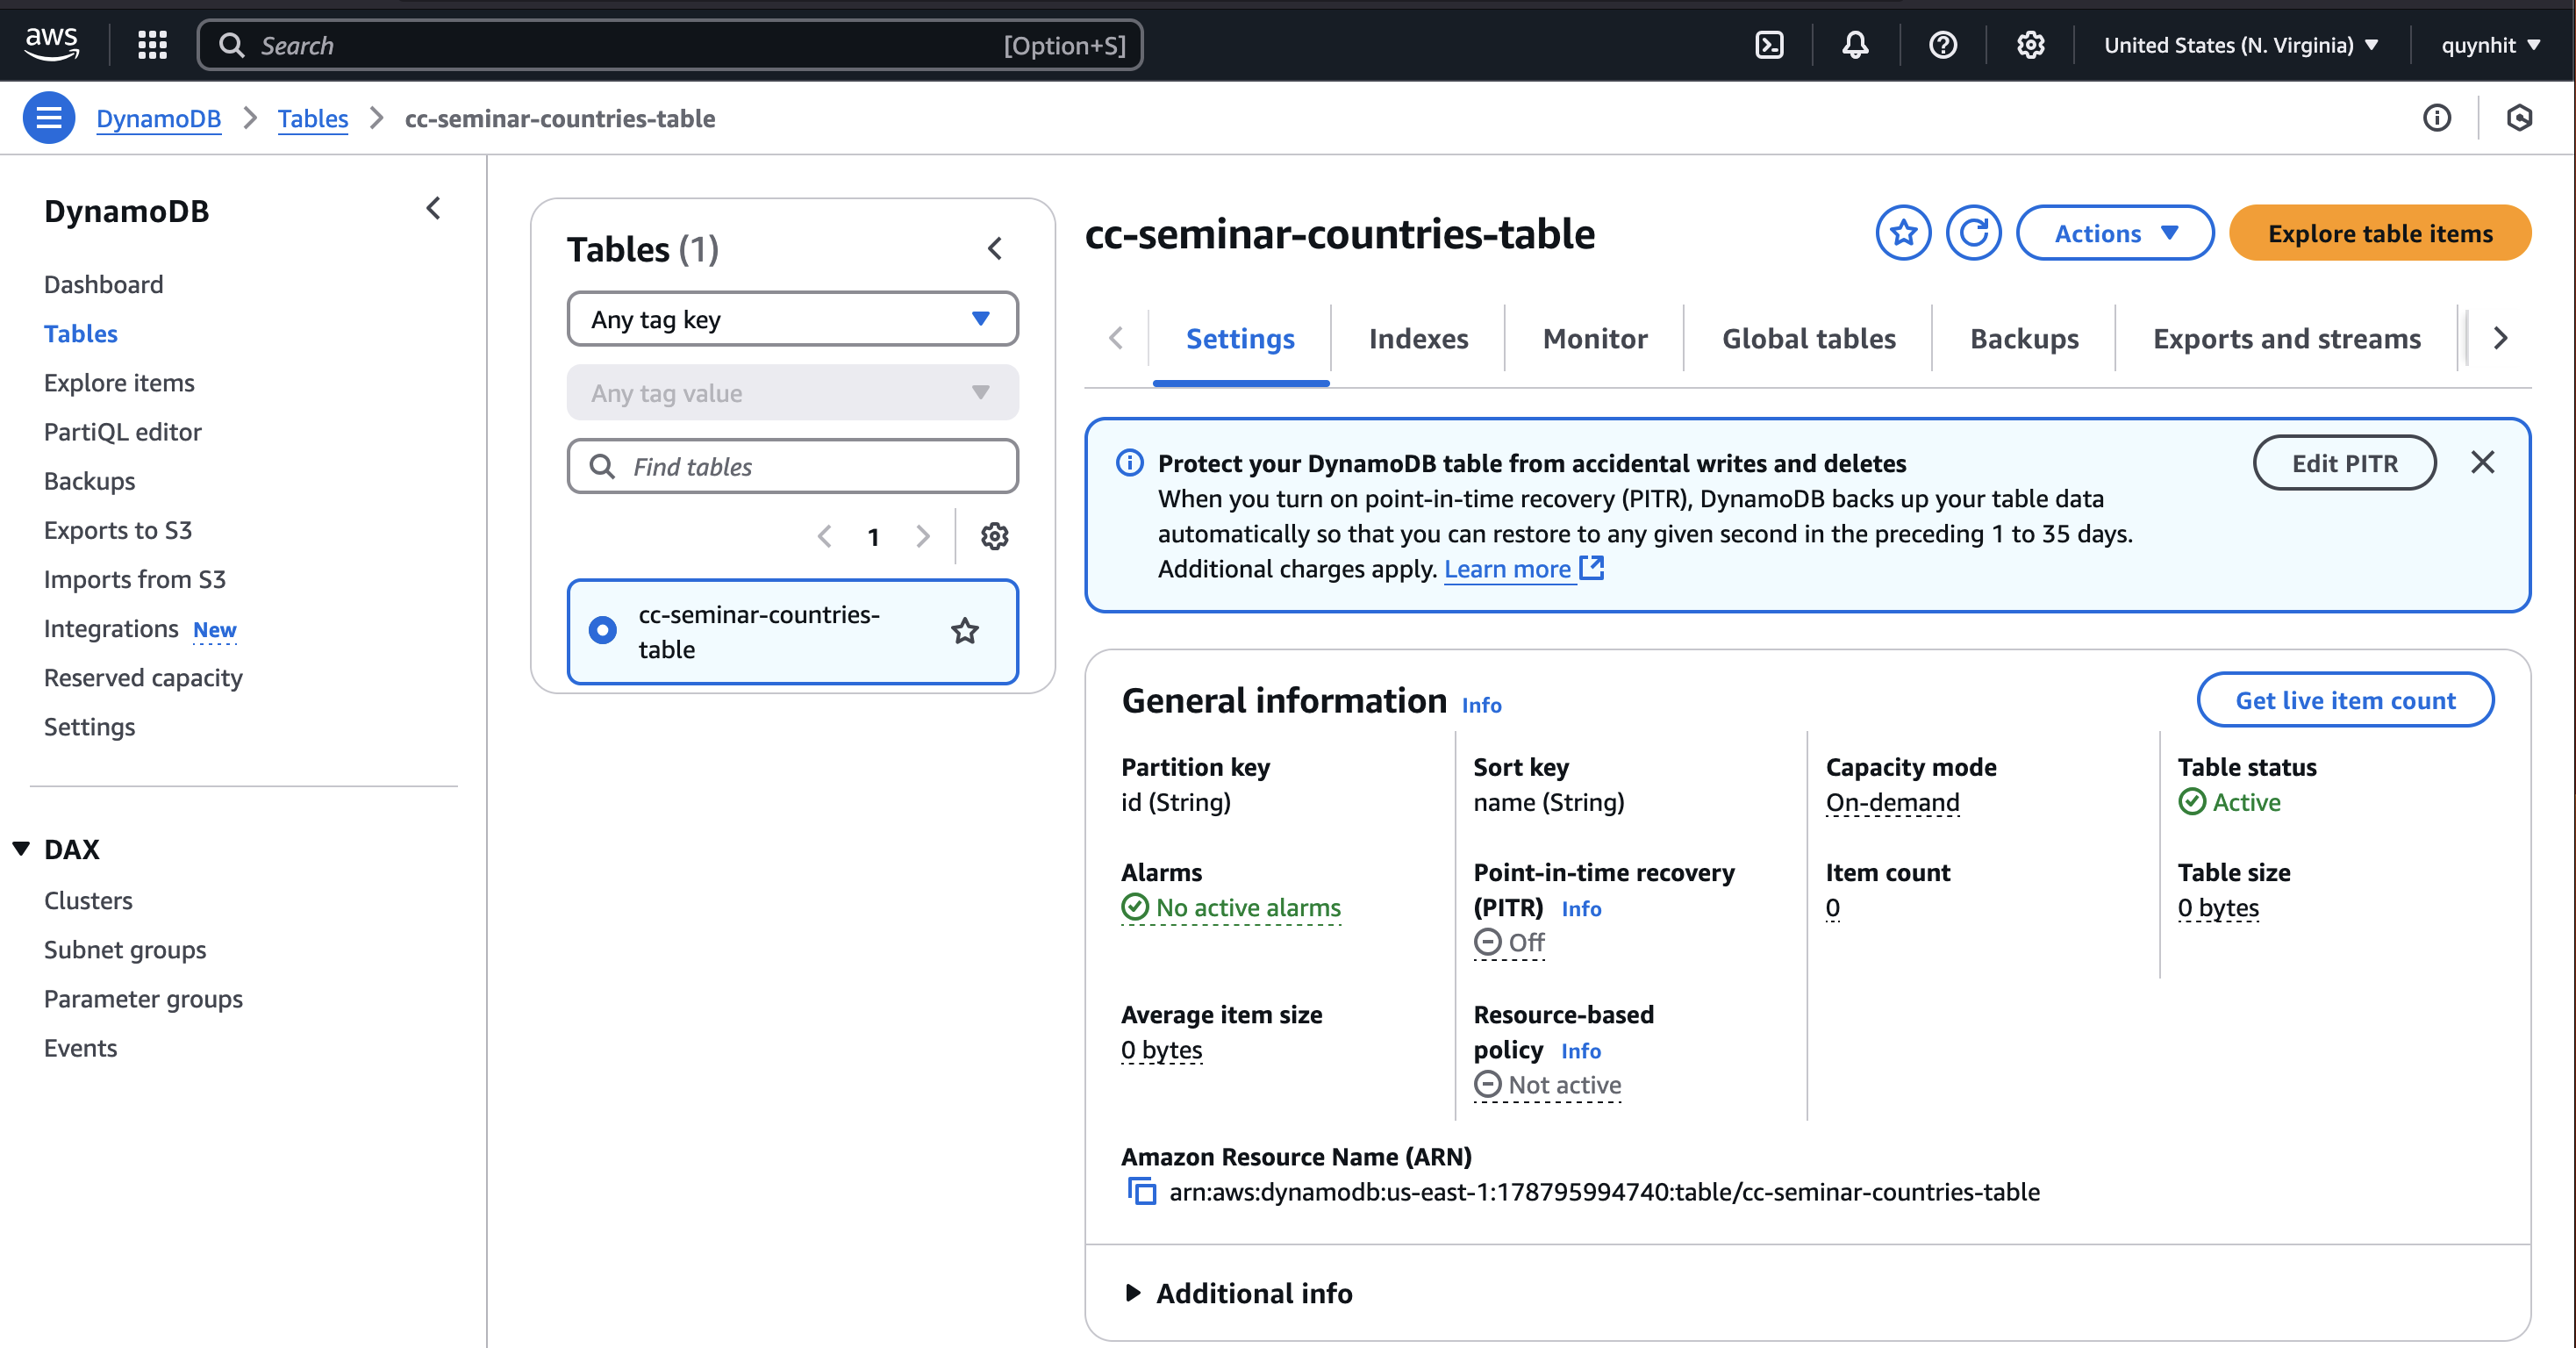 aws
Search
[Option+S]
United States (N. Virginia)
quynhit
DynamoDB
Tables
cc-seminar-countries-table
DynamoDB
Dashboard
Tables
Explore items
PartiQL editor
Backups
Exports to S3
Imports from S3
Integrations New
Reserved capacity
Settings
DAX
Clusters
Subnet groups
Parameter groups
Events
Tables (1)
Any tag key
Any tag value
Find tables
1
cc-seminar-countries-
table
cc-seminar-countries-table
Actions
Explore table items
Settings
Indexes
Monitor
Global tables
Backups
Exports and streams
Protect your DynamoDB table from accidental writes and deletes
When you turn on point-in-time recovery (PITR), DynamoDB backs up your table data
automatically so that you can restore to any given second in the preceding 1 to 35 days.
Additional charges apply. Learn more
Edit PITR
General information Info
Get live item count
Partition key
id (String)
Sort key
name (String)
Capacity mode
On-demand
Table status
Active
Alarms
No active alarms
Point-in-time recovery
(PITR) Info
Off
Item count
0
Table size
0 bytes
Average item size
0 bytes
Resource-based
policy Info
Not active
Amazon Resource Name (ARN)
arn:aws:dynamodb:us-east-1:178795994740:table/cc-seminar-countries-table
Additional info